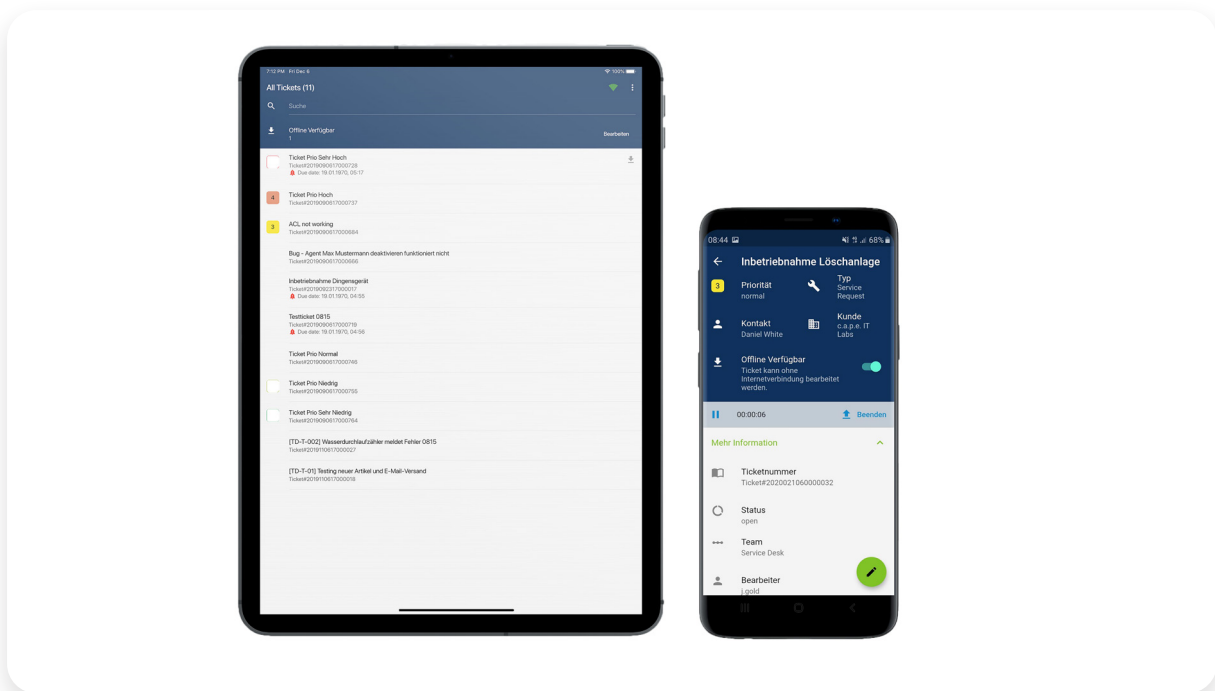 7:12 PM Fri Dec 6
100%
All Tickets (11)
Suche
Offline Verfügbar
1
Bearbeiten
Ticket Prio Sehr Hoch
Ticket#2019090617000728
Due date: 19.01.1970, 05:17
4
Ticket Prio Hoch
Ticket#2019090617000737
3
ACL not working
Ticket#2019090617000684
Bug - Agent Max Mustermann deaktivieren funktioniert nicht
Ticket#2019090617000666
Inbetriebnahme Dingensgerät
Ticket#2019092317000017
Due date: 19.01.1970, 04:55
Testticket 0815
Ticket#2019090617000719
Due date: 19.01.1970, 04:56
Ticket Prio Normal
Ticket#2019090617000746
Ticket Prio Niedrig
Ticket#2019090617000755
Ticket Prio Sehr Niedrig
Ticket#2019090617000764
[TD-T-002] Wasserdurchlaufzähler meldet Fehler 0815
Ticket#2019110617000027
[TD-T-01] Testing neuer Artikel und E-Mail-Versand
Ticket#2019110617000018
08:44
68%
Inbetriebnahme Löschanlage
3
Priorität
normal
Typ
Service
Request
Kontakt
Daniel White
Kunde
c.a.p.e. IT
Labs
Offline Verfügbar
Ticket kann ohne
Internetverbindung bearbeitet
werden.
00:00:06
Beenden
Mehr Information
Ticketnummer
Ticket#2020021060000032
Status
open
Team
Service Desk
Bearbeiter
j.gold